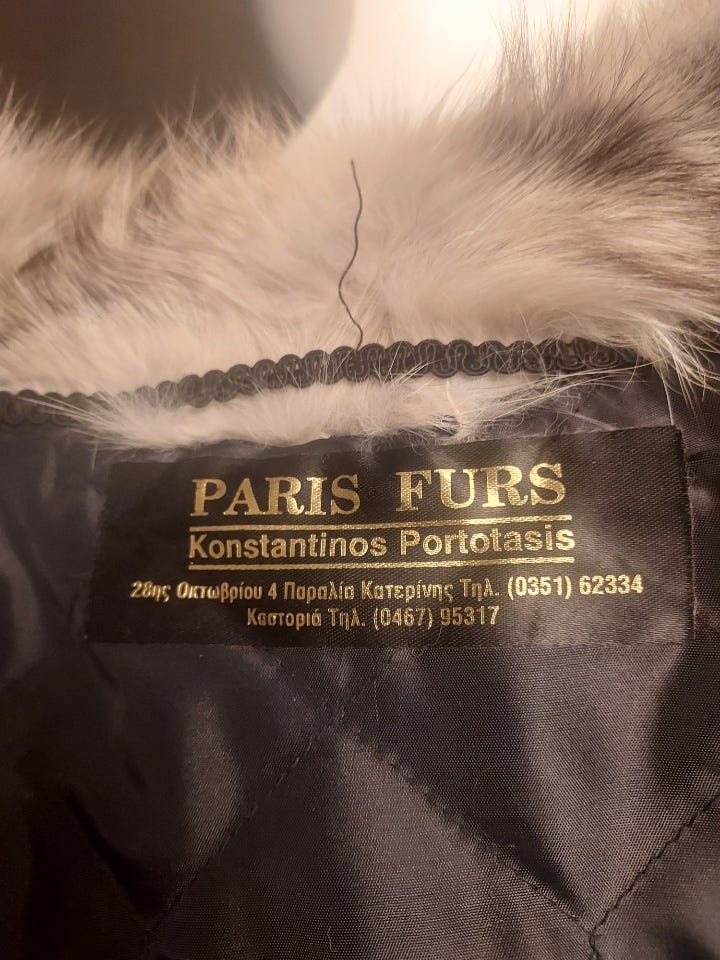 PARIS FURS
Konstantinos Portotasis
28ης Οκτωβρίου 4 Παραλία Κατερίνης Τηλ. (0351) 62334
Καστοριά Τηλ. (0467) 95317